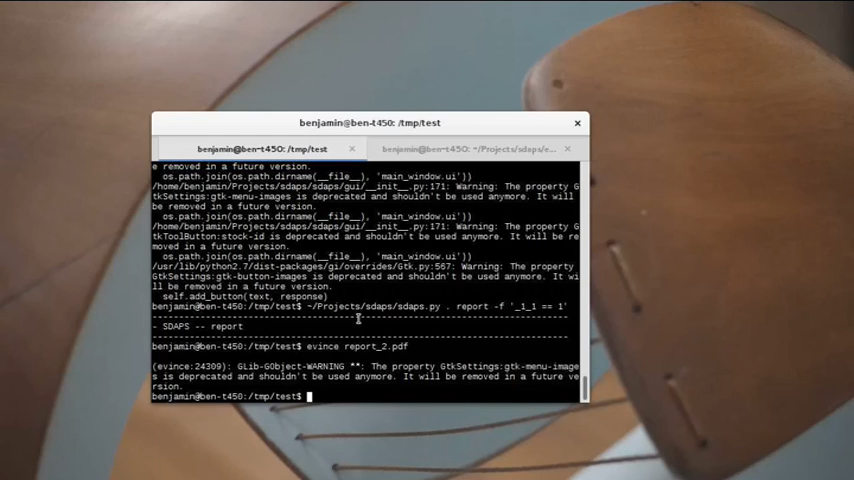 benjamin@ben-t450: /tmp/test
benjamin@ben-t450: /tmp/test
benjamin@ben-t450: ~/Projects/sdaps/e...
e removed in a future version.
os.path.join(os.path.dirname(__file__), 'main_window.ui'))
/home/benjamin/Projects/sdaps/sdaps/gui/__init__.py:171: Warning: The property G
tkSettings:gtk-menu-images is deprecated and shouldn't be used anymore. It will
be removed in a future version.
os.path.join(os.path.dirname(__file__), 'main_window.ui'))
/home/benjamin/Projects/sdaps/sdaps/gui/__init__.py:171: Warning: The property G
tkToolButton:stock-id is deprecated and shouldn't be used anymore. It will be re
moved in a future version.
os.path.join(os.path.dirname(__file__), 'main_window.ui'))
/usr/lib/python2.7/dist-packages/gi/overrides/Gtk.py:567: Warning: The property
GtkSettings:gtk-button-images is deprecated and shouldn't be used anymore. It wi
ll be removed in a future version.
self.add_button(text, response)
benjamin@ben-t450:/tmp/test$ ~/Projects/sdaps/sdaps.py . report -f '_1_1 == 1'
------------------------------------------------------------------------------
- SDAPS -- report
------------------------------------------------------------------------------
benjamin@ben-t450:/tmp/test$ evince report_2.pdf
(evince:24309): GLib-GObject-WARNING **: The property GtkSettings:gtk-menu-image
s is deprecated and shouldn't be used anymore. It will be removed in a future ve
rsion.
benjamin@ben-t450:/tmp/test$